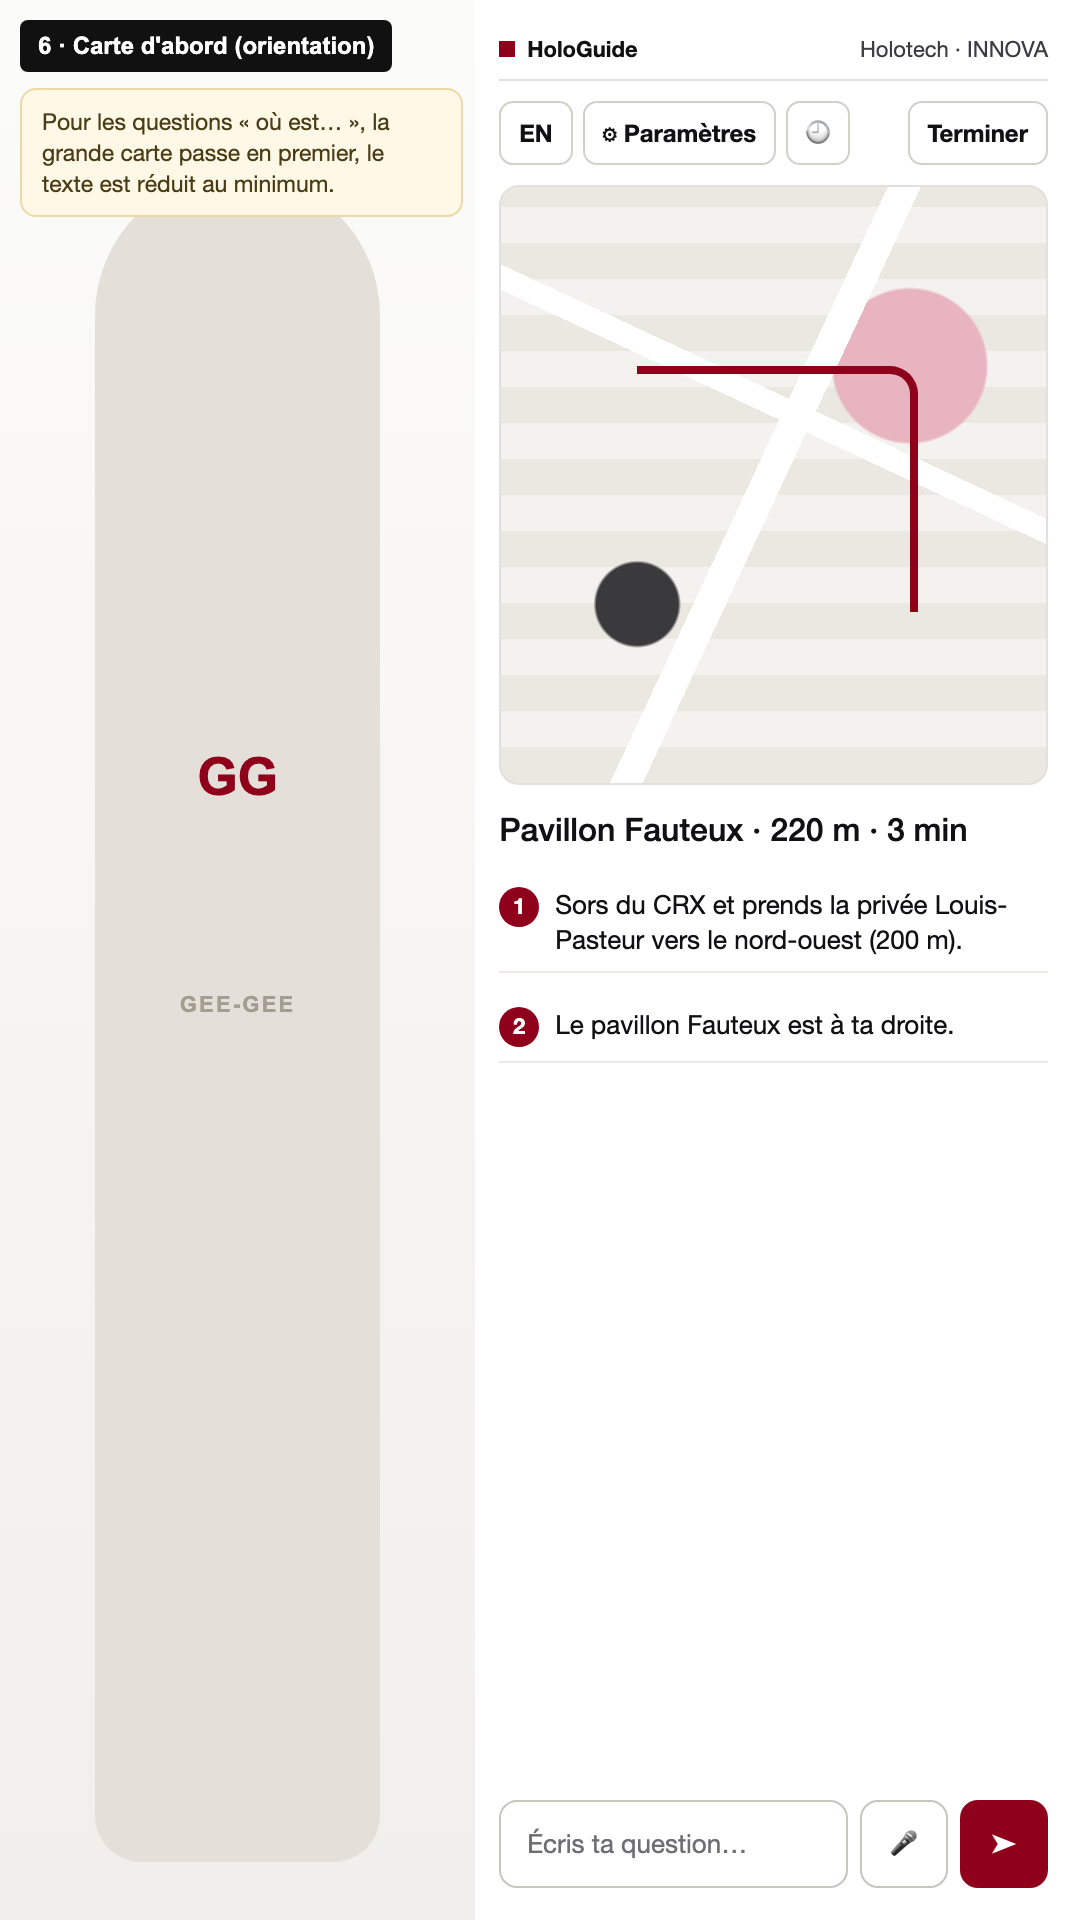 6 · Carte d'abord (orientation)
Pour les questions « où est… », la
grande carte passe en premier, le
texte est réduit au minimum.
GG
GEE-GEE
HoloGuide
Holotech · INNOVA
EN
⚙ Paramètres
Terminer
Pavillon Fauteux · 220 m · 3 min
1 Sors du CRX et prends la privée Louis-
Pasteur vers le nord-ouest (200 m).
2 Le pavillon Fauteux est à ta droite.
Écris ta question…